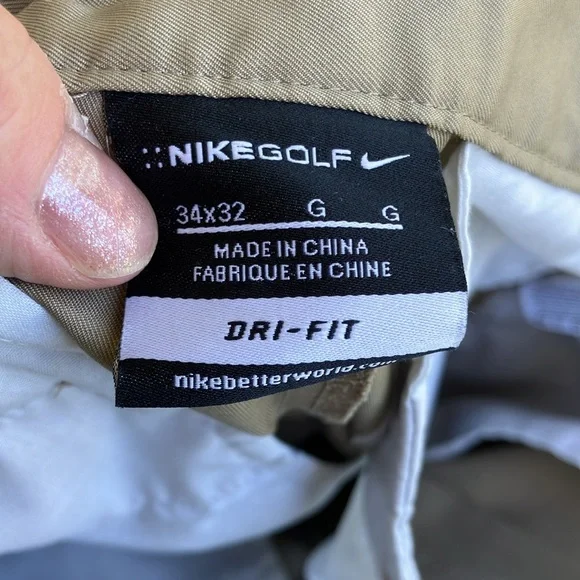 NIKEGOLF
34x32 G G
MADE IN CHINA
FABRIQUE EN CHINE
DRI-FIT
nikebetterworld.com